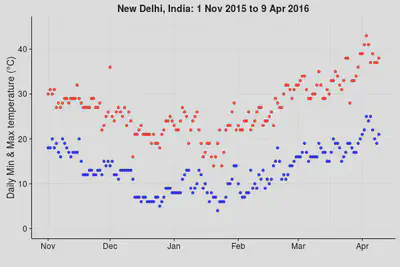 New Delhi, India: 1 Nov 2015 to 9 Apr 2016
Daily Min & Max temperature (°C)
40
30
20
10
0
Nov Dec Jan Feb Mar Apr